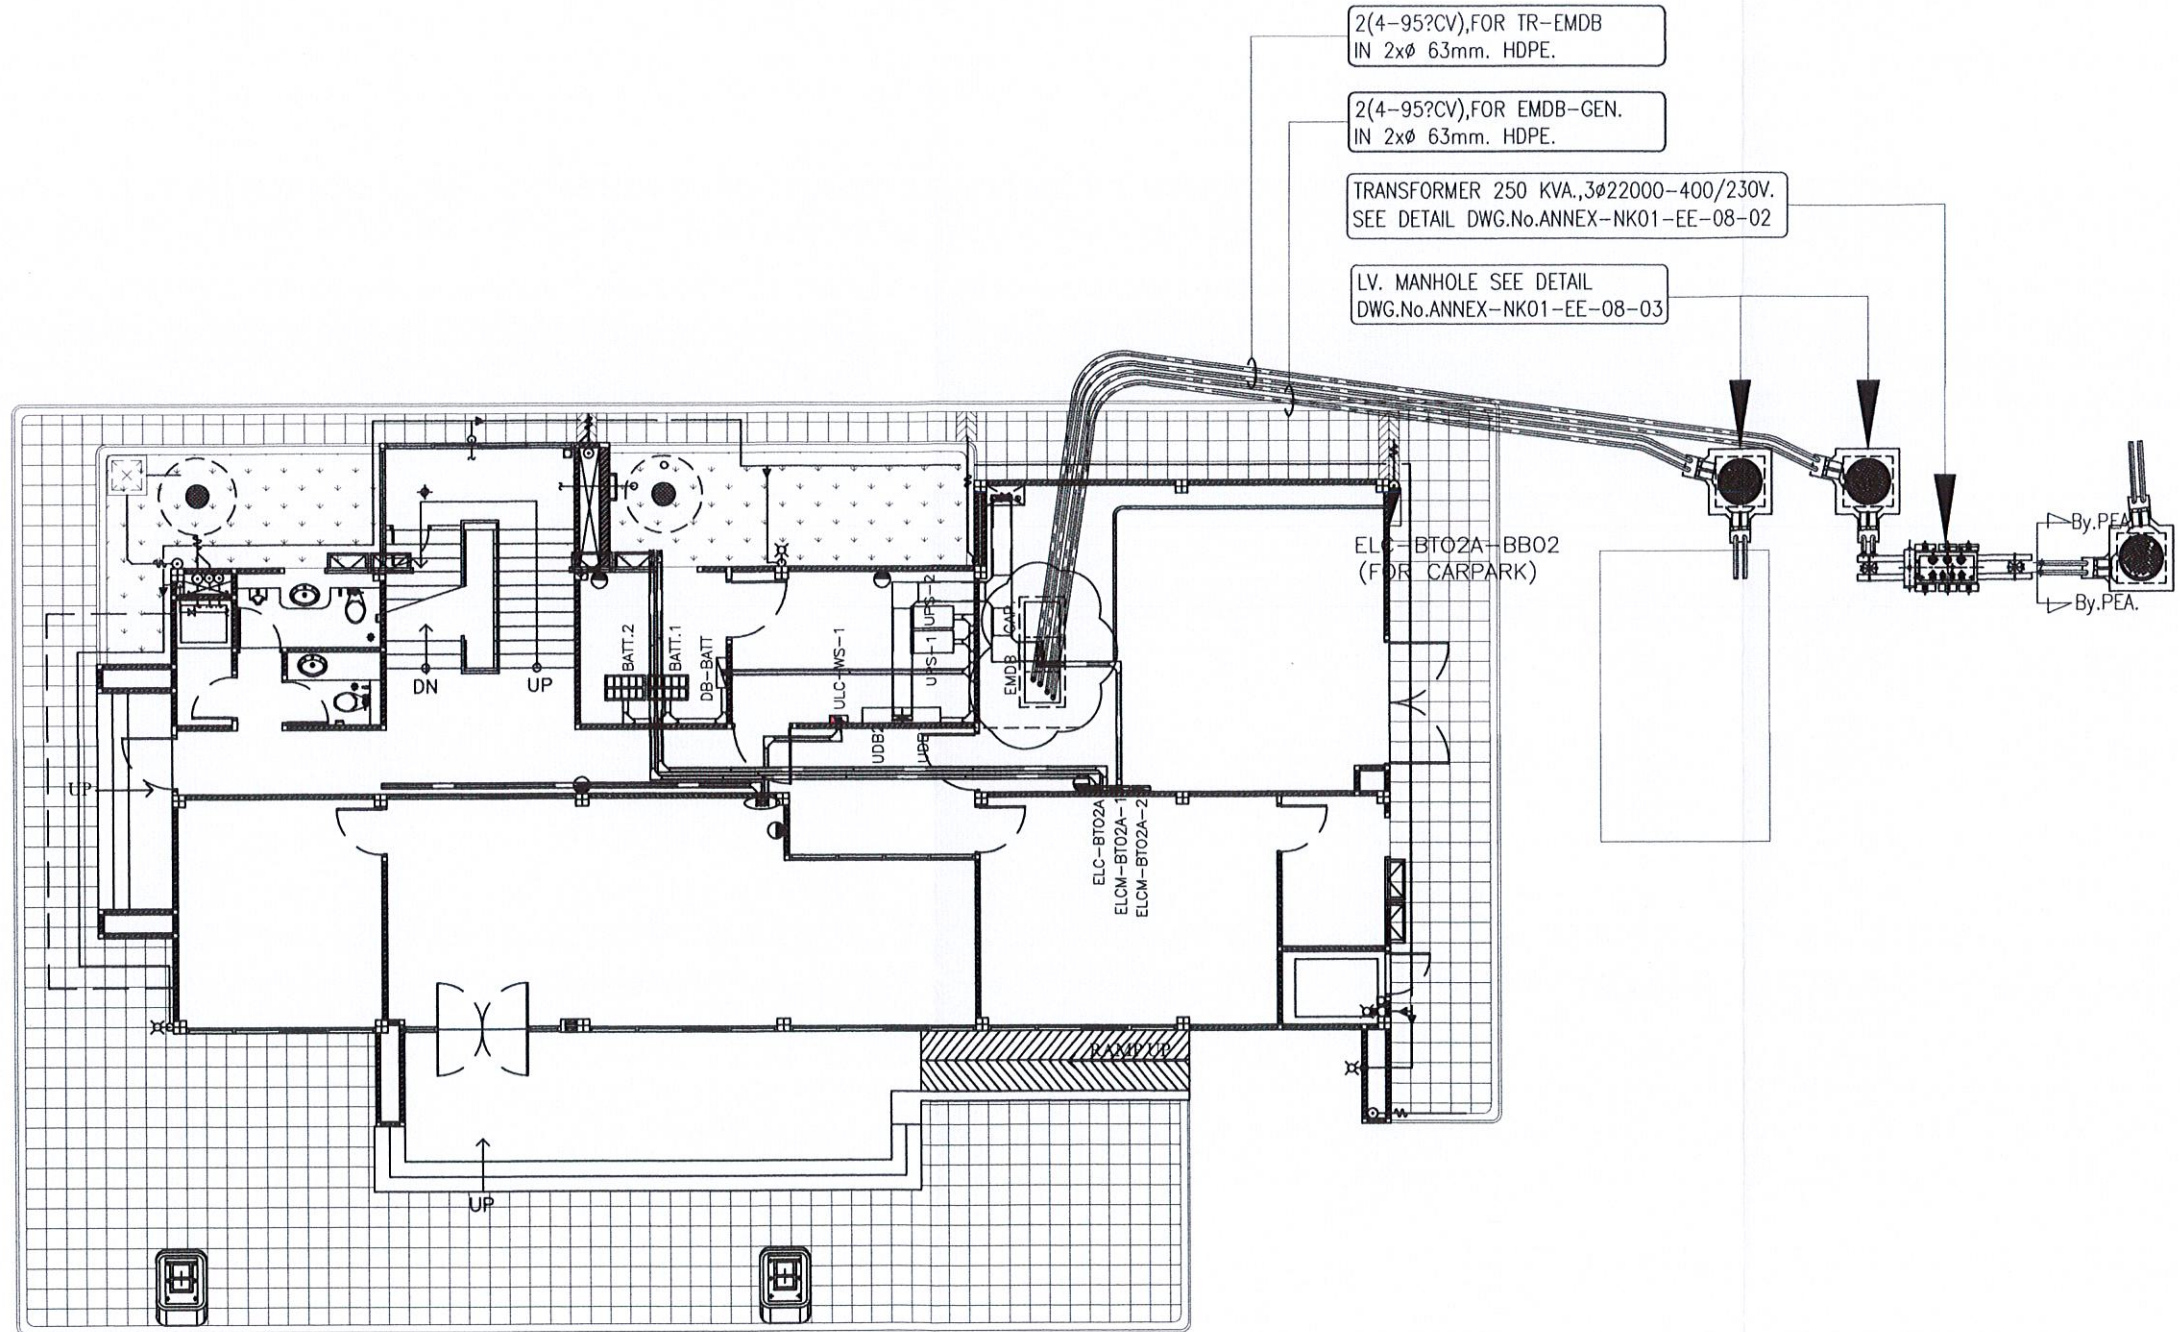 2(4-95?CV),FOR TR-EMDB
IN 2xø 63mm. HDPE.
2(4-95?CV),FOR EMDB-GEN.
IN 2xø 63mm. HDPE.
TRANSFORMER 250 KVA.,3ø22000-400/230V.
SEE DETAIL DWG.No.ANNEX-NK01-EE-08-02
LV. MANHOLE SEE DETAIL
DWG.No.ANNEX-NK01-EE-08-03
By.PEA.
By.PEA.
ELC-BT02A-BB02
(FOR CARPARK)
BATT.2
BATT.1
DB-BATT
ULC-WS-1
UPS-2
UPS-1
UDB2
EMDB
CAP.
DN
UP
UP
ELC-BT02A
ELCM-BT02A-1
ELCM-BT02A-2
RAMP UP
UP